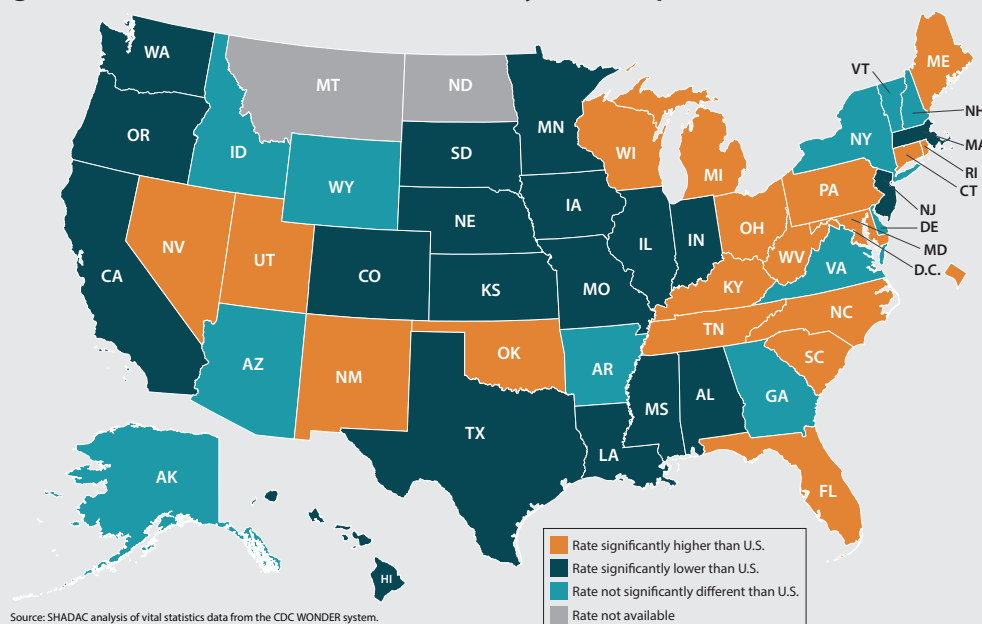 WA
MT
ND
OR
ID
WY
SD
MN
WI
MI
NY
VT
ME
NH
MA
RI
CT
NJ
DE
MD
D.C.
PA
NV
UT
CO
NE
IA
IL
IN
OH
WV
VA
CA
KS
MO
KY
NC
TN
SC
AZ
NM
OK
AR
GA
TX
MS
AL
LA
FL
AK
HI
Rate significantly higher than U.S.
Rate significantly lower than U.S.
Rate not significantly different than U.S.
Rate not available
Source: SHADAC analysis of vital statistics data from the CDC WONDER system.